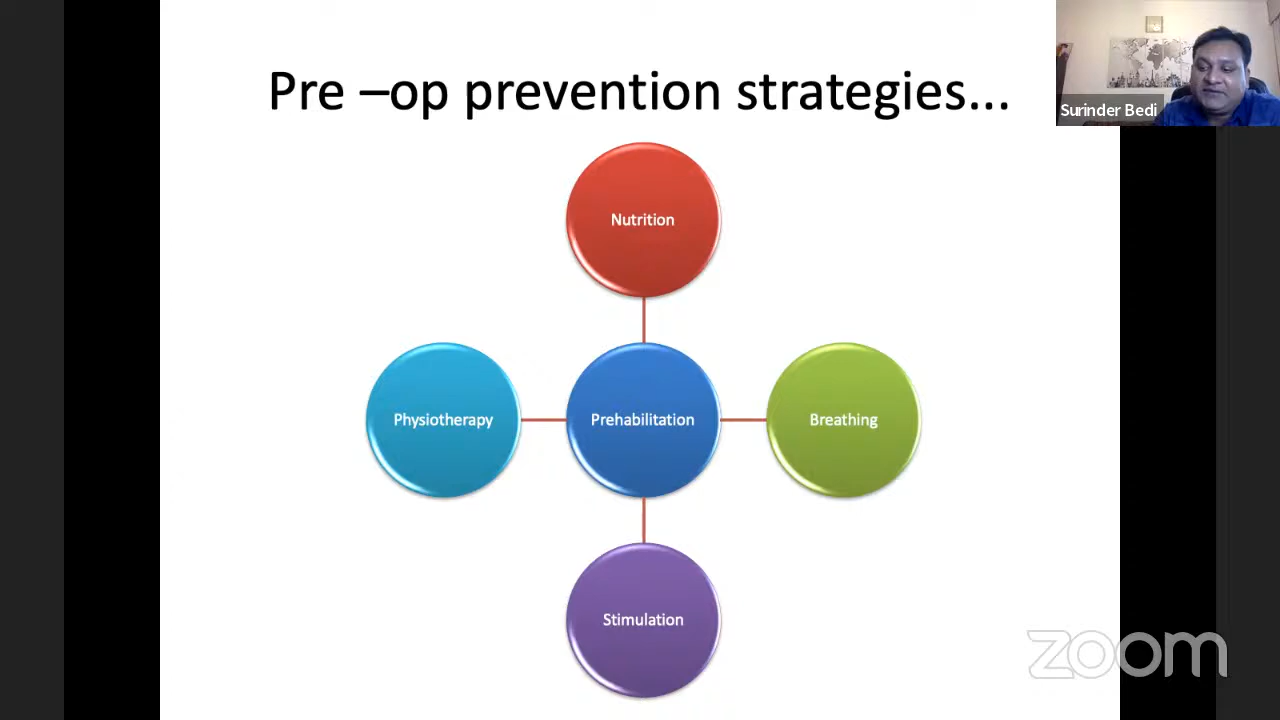 Pre –op prevention strategies...
Surinder Bedi
Nutrition
Physiotherapy
Prehabilitation
Breathing
Stimulation
zoom